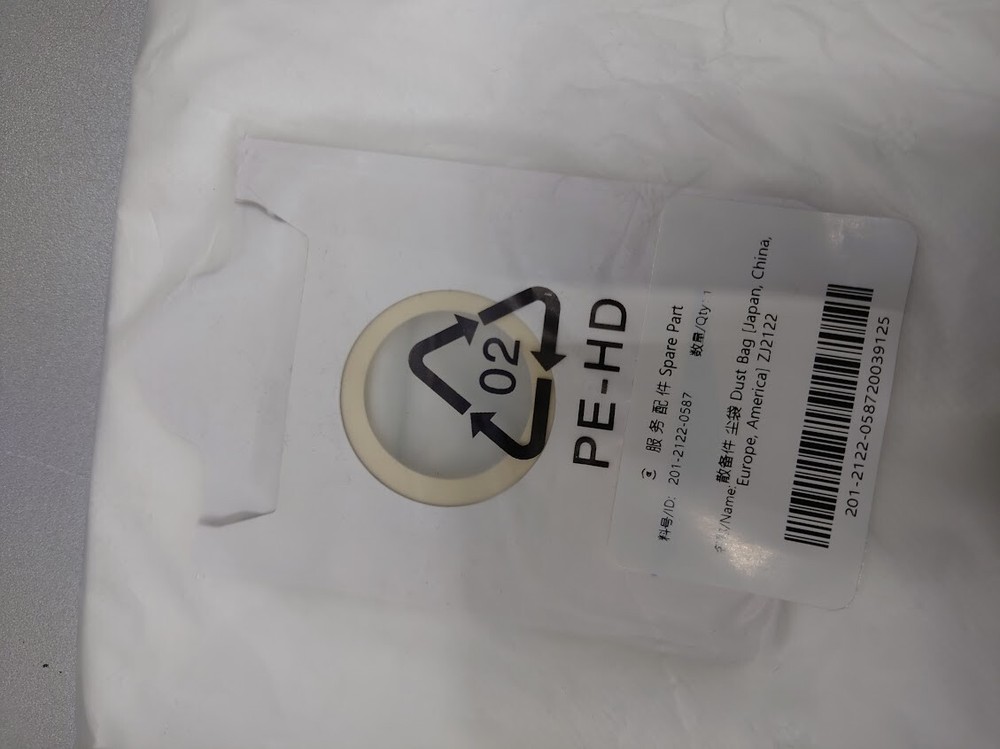 02
PE-HD
服务配件 Spare Part
料号/ID: 201-2122-0587 数量/Qty: 1
/Name: 散备件 尘袋 Dust Bag [Japan, China,
Europe, America] ZJ2122
201-2122-058720039125